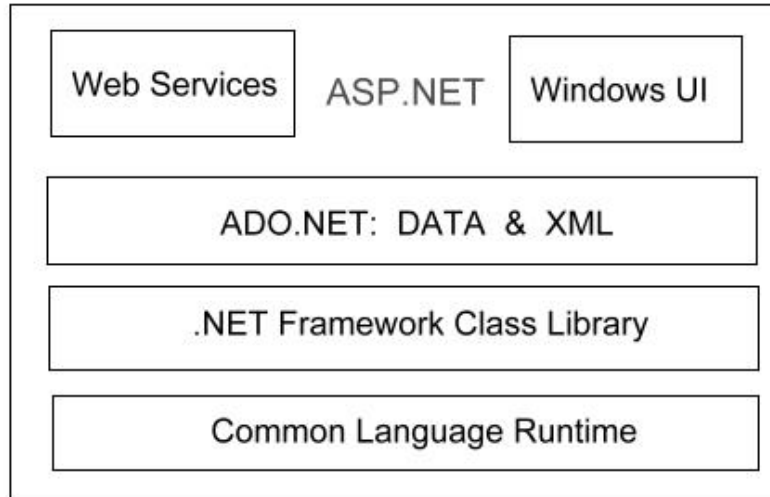 Web Services ASP.NET Windows UI
ADO.NET: DATA & XML
.NET Framework Class Library
Common Language Runtime